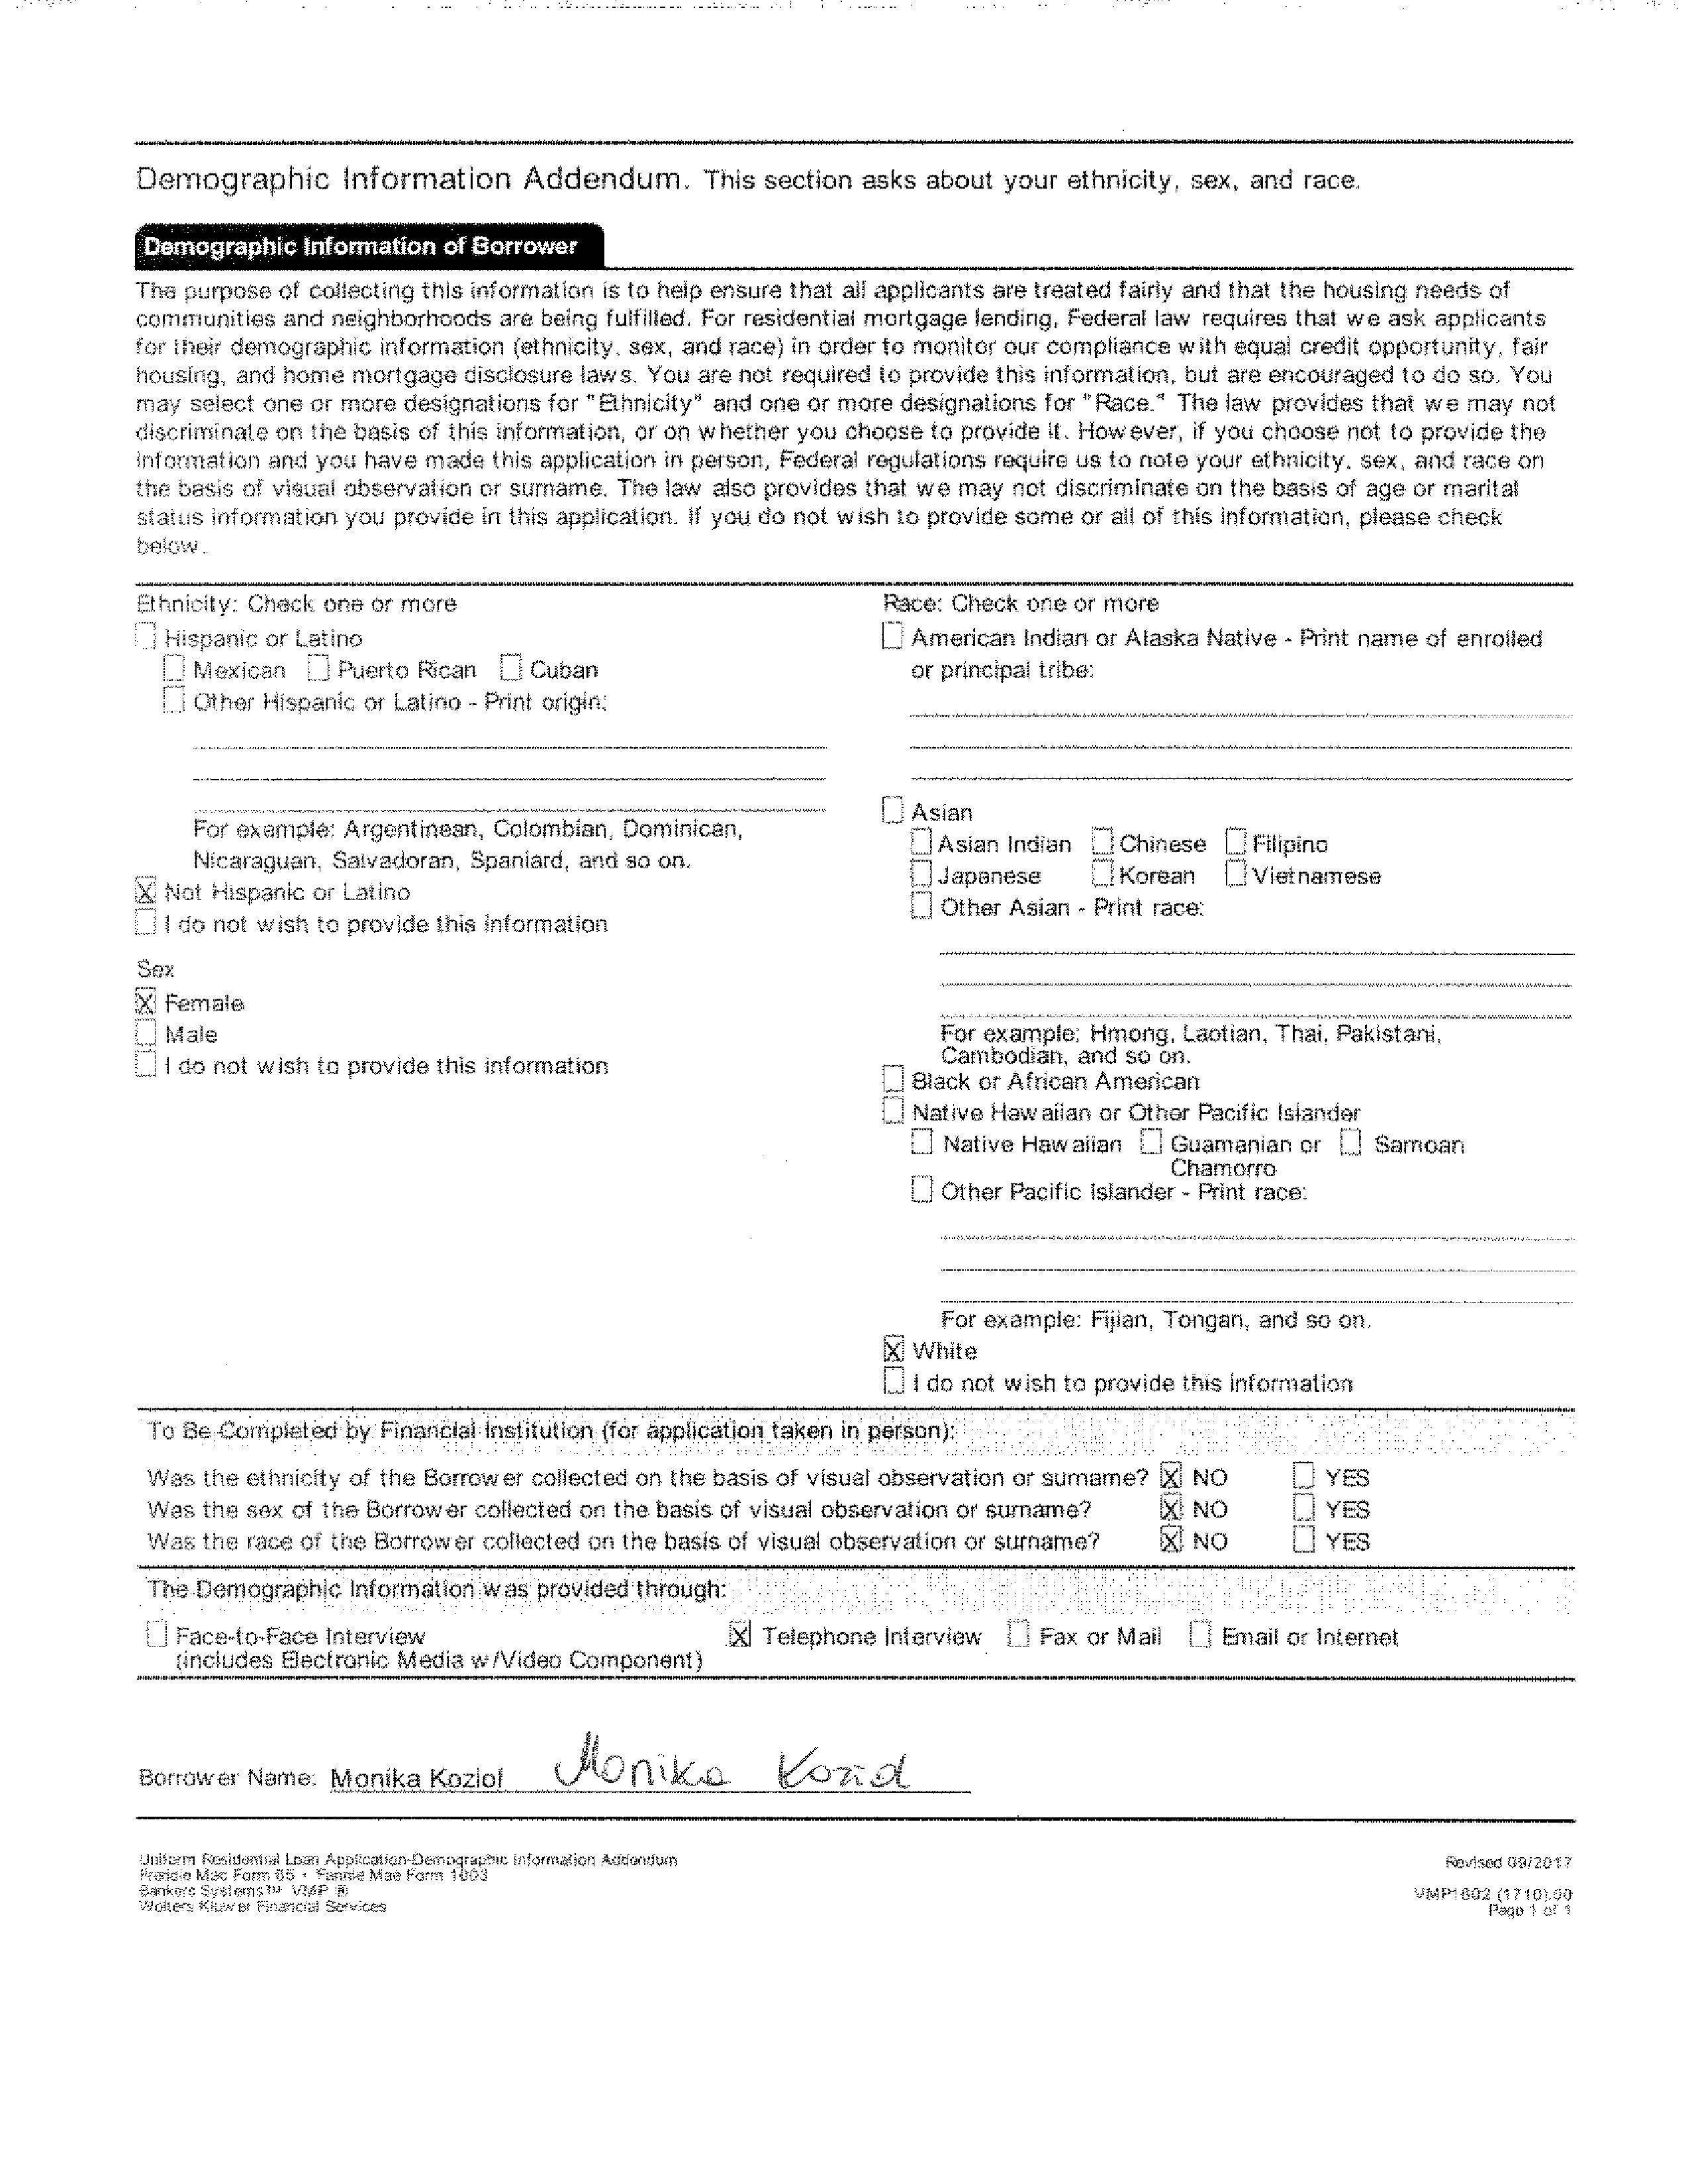 Demographic Information Addendum. This section asks about your ethnicity, sex, and race.
Demographic Information of Borrower
The purpose of collecting this information is to help ensure that all applicants are treated fairly and that the housing needs of
communities and neighborhoods are being fulfilled. For residential mortgage lending, Federal law requires that we ask applicants
for their demographic information (ethnicity, sex, and race) in order to monitor our compliance with equal credit opportunity, fair
housing, and home mortgage disclosure laws. You are not required to provide this information, but are encouraged to do so. You
may select one or more designations for "Ethnicity" and one or more designations for "Race." The law provides that we may not
discriminate on the basis of this information, or on whether you choose to provide it. However, if you choose not to provide the
information and you have made this application in person, Federal regulations require us to note your ethnicity, sex, and race on
the basis of visual observation or surname. The law also provides that we may not discriminate on the basis of age or marital
status information you provide in this application. If you do not wish to provide some or all of this information, please check
below.
Ethnicity: Check one or more
Hispanic or Latino
Mexican Puerto Rican Cuban
Other Hispanic or Latino - Print origin:
For example: Argentinean, Colombian, Dominican,
Nicaraguan, Salvadoran, Spaniard, and so on.
X Not Hispanic or Latino
I do not wish to provide this information
Sex
X Female
Male
I do not wish to provide this information
Race: Check one or more
American Indian or Alaska Native - Print name of enrolled
or principal tribe:
Asian
Asian Indian Chinese Filipino
Japanese Korean Vietnamese
Other Asian - Print race:
For example: Hmong, Laotian, Thai, Pakistani,
Cambodian, and so on.
Black or African American
Native Hawaiian or Other Pacific Islander
Native Hawaiian Guamanian or Samoan
Chamorro
Other Pacific Islander - Print race:
For example: Fijian, Tongan, and so on.
X White
I do not wish to provide this information
To Be Completed by Financial Institution (for application taken in person):
Was the ethnicity of the Borrower collected on the basis of visual observation or surname? X NO YES
Was the sex of the Borrower collected on the basis of visual observation or surname? X NO YES
Was the race of the Borrower collected on the basis of visual observation or surname? X NO YES
The Demographic Information was provided through:
Face-to-Face Interview X Telephone Interview Fax or Mail Email or Internet
(includes Electronic Media w/Video Component)
Borrower Name: Monika Koziol Monika Koziol
Uniform Residential Loan Application-Demographic Information Addendum
Freddie Mac Form 65 • Fannie Mae Form 1003
Bankers Systems™ VMP ®
Wolters Kluwer Financial Services
Revised 09/2017
VMP1602 (1710).00
Page 1 of 1